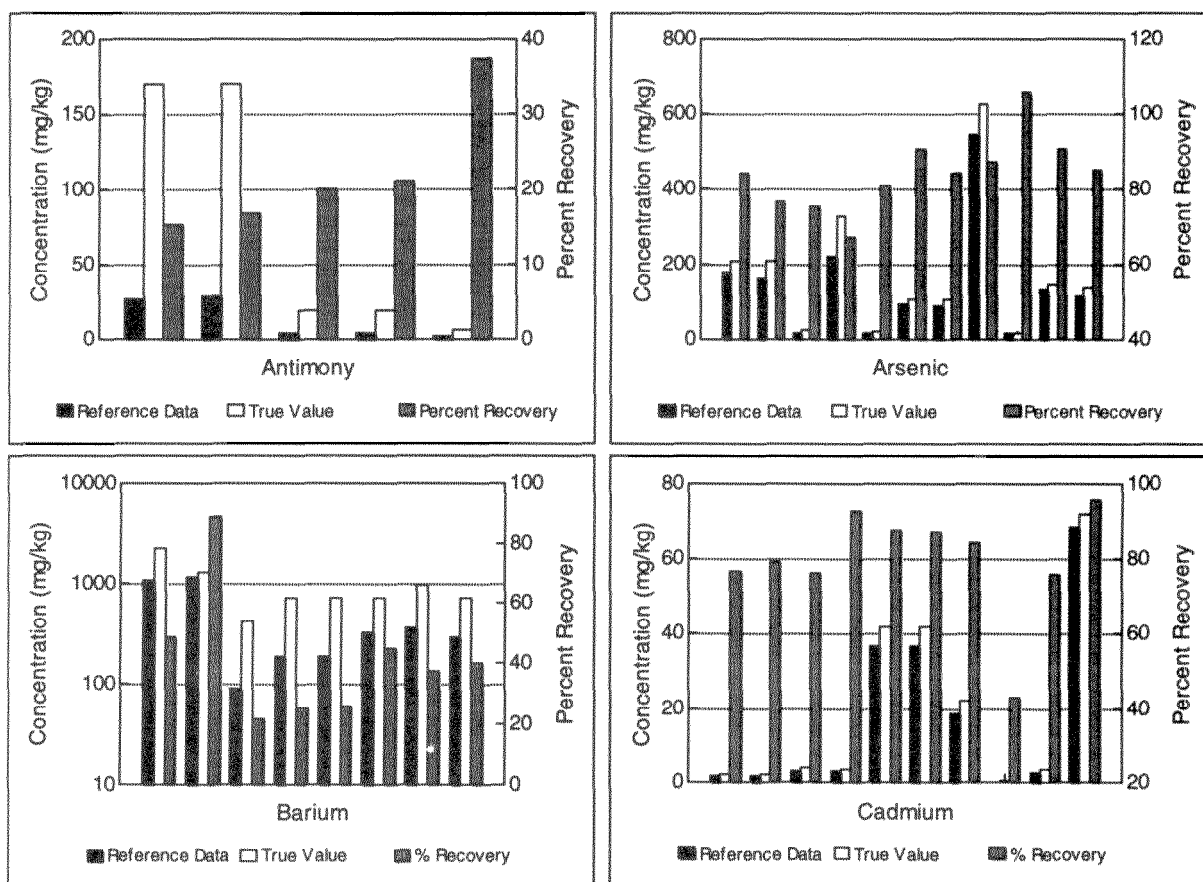 200
150
100
50
0
Concentration (mg/kg)
40
30
20
10
0
Percent Recovery
Antimony
Reference Data True Value Percent Recovery
800
600
400
200
0
Concentration (mg/kg)
120
100
80
60
40
Percent Recovery
Arsenic
Reference Data True Value Percent Recovery
10000
1000
100
10
Concentration (mg/kg)
100
80
60
40
20
0
Percent Recovery
Barium
Reference Data True Value % Recovery
80
60
40
20
0
Concentration (mg/kg)
100
80
60
40
20
Percent Recovery
Cadmium
Reference Data True Value % Recovery